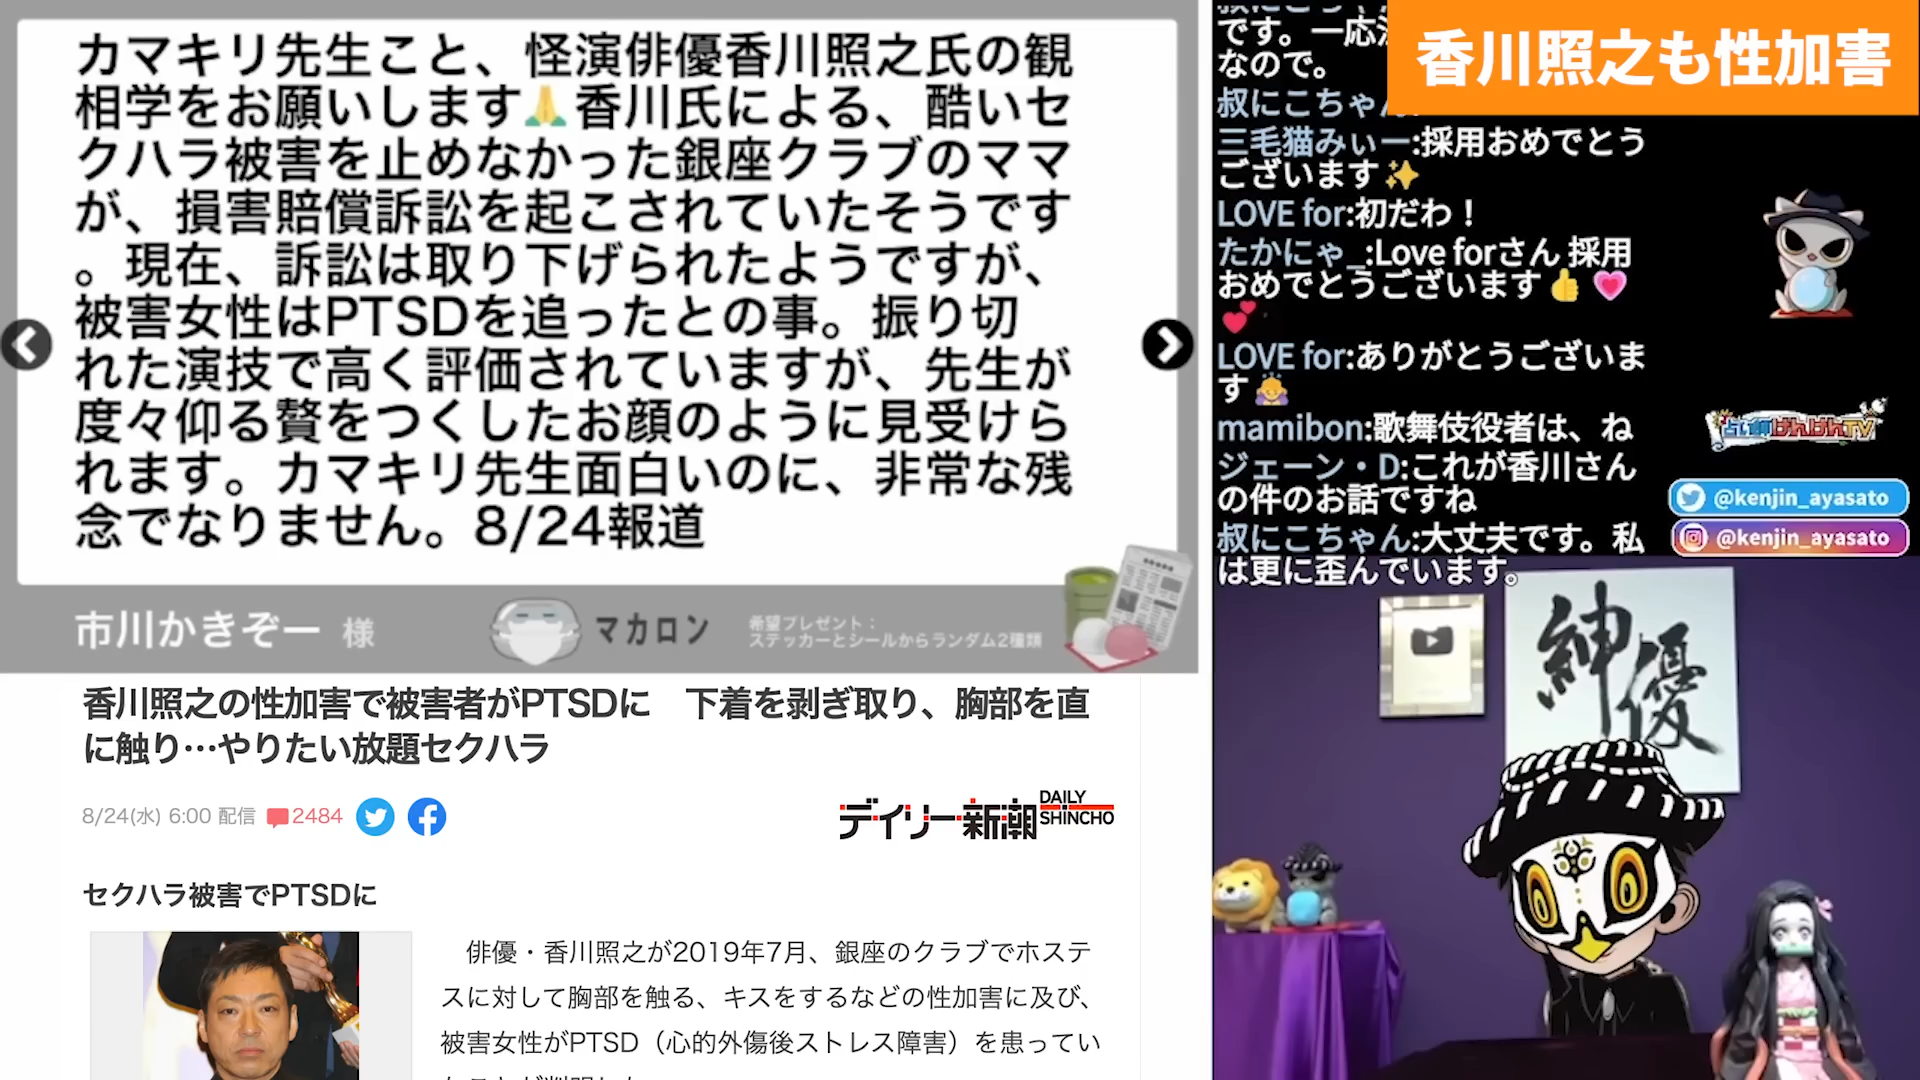 カマキリ先生こと、怪演俳優香川照之氏の観
相学をお願いします🙏香川氏による、酷いセ
クハラ被害を止めなかった銀座クラブのママ
が、損害賠償訴訟を起こされていたそうです
。現在、訴訟は取り下げられたようですが、
被害女性はPTSDを追ったとの事。振り切
れた演技で高く評価されていますが、先生が
度々仰る贅をつくしたお顔のように見受けら
れます。カマキリ先生面白いのに、非常な残
念でなりません。8/24報道
市川かきぞー 様
マカロン
希望プレゼント：
ステッカーとシールからランダム2種類
香川照之の性加害で被害者がPTSDに 下着を剥ぎ取り、胸部を直
に触り…やりたい放題セクハラ
8/24(水) 6:00 配信 2484
デイリー新潮 DAILY SHINCHO
セクハラ被害でPTSDに
俳優・香川照之が2019年7月、銀座のクラブでホステ
スに対して胸部を触る、キスをするなどの性加害に及び、
被害女性がPTSD（心的外傷後ストレス障害）を患ってい
香川照之も性加害
です。一応
なので。
叔にこちゃん
三毛猫みぃー:採用おめでとう
ございます✨
LOVE for:初だわ！
たかにゃ_:Love forさん 採用
おめでとうございます👍💗
💕
LOVE for:ありがとうございま
す🙇
mamibon:歌舞伎役者は、ね
ジェーン・D:これが香川さん
の件のお話ですね
叔にこちゃん:大丈夫です。私
は更に歪んでいます。
占い師げんげんTV
@kenjin_ayasato
@kenjin_ayasato
紳優